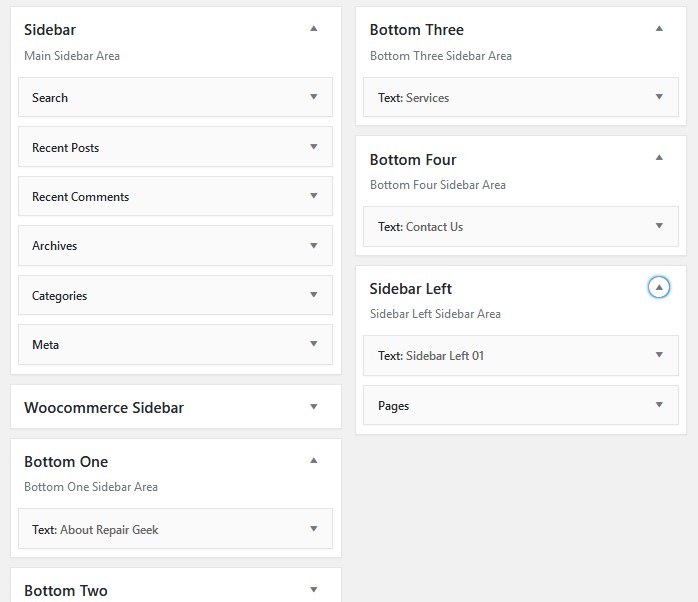 Sidebar
Main Sidebar Area
Search
Recent Posts
Recent Comments
Archives
Categories
Meta
Woocommerce Sidebar
Bottom One
Bottom One Sidebar Area
Text: About Repair Geek
Bottom Two
Bottom Three
Bottom Three Sidebar Area
Text: Services
Bottom Four
Bottom Four Sidebar Area
Text: Contact Us
Sidebar Left
Sidebar Left Sidebar Area
Text: Sidebar Left 01
Pages